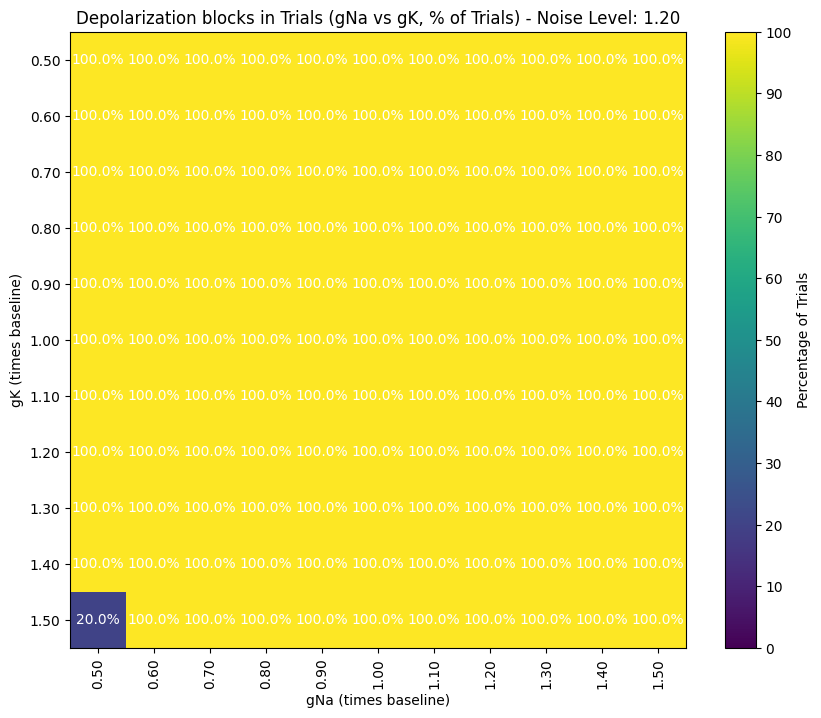 Depolarization blocks in Trials (gNa vs gK, % of Trials) - Noise Level: 1.20
0.50 100.0% 100.0% 100.0% 100.0% 100.0% 100.0% 100.0% 100.0% 100.0% 100.0% 100.0%
0.60 100.0% 100.0% 100.0% 100.0% 100.0% 100.0% 100.0% 100.0% 100.0% 100.0% 100.0%
0.70 100.0% 100.0% 100.0% 100.0% 100.0% 100.0% 100.0% 100.0% 100.0% 100.0% 100.0%
0.80 100.0% 100.0% 100.0% 100.0% 100.0% 100.0% 100.0% 100.0% 100.0% 100.0% 100.0%
0.90 100.0% 100.0% 100.0% 100.0% 100.0% 100.0% 100.0% 100.0% 100.0% 100.0% 100.0%
1.00 100.0% 100.0% 100.0% 100.0% 100.0% 100.0% 100.0% 100.0% 100.0% 100.0% 100.0%
1.10 100.0% 100.0% 100.0% 100.0% 100.0% 100.0% 100.0% 100.0% 100.0% 100.0% 100.0%
1.20 100.0% 100.0% 100.0% 100.0% 100.0% 100.0% 100.0% 100.0% 100.0% 100.0% 100.0%
1.30 100.0% 100.0% 100.0% 100.0% 100.0% 100.0% 100.0% 100.0% 100.0% 100.0% 100.0%
1.40 100.0% 100.0% 100.0% 100.0% 100.0% 100.0% 100.0% 100.0% 100.0% 100.0% 100.0%
1.50 20.0% 100.0% 100.0% 100.0% 100.0% 100.0% 100.0% 100.0% 100.0% 100.0% 100.0%
gK (times baseline)
0.50 0.60 0.70 0.80 0.90 1.00 1.10 1.20 1.30 1.40 1.50
gNa (times baseline)
100
90
80
70
60
50
40
30
20
10
0
Percentage of Trials